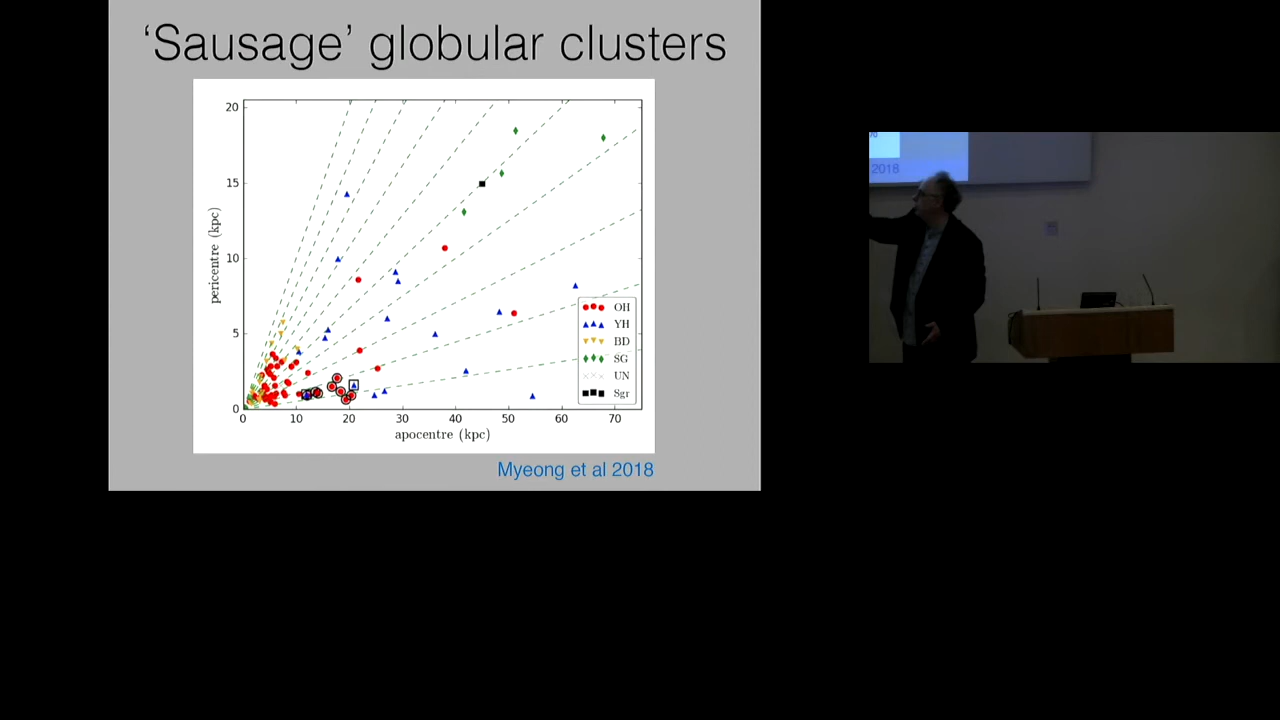 ‘Sausage’ globular clusters
20
15
10
5
0
pericentre (kpc)
0 10 20 30 40 50 60 70
apocentre (kpc)
OH
YH
BD
SG
UN
Sgr
Myeong et al 2018
2018